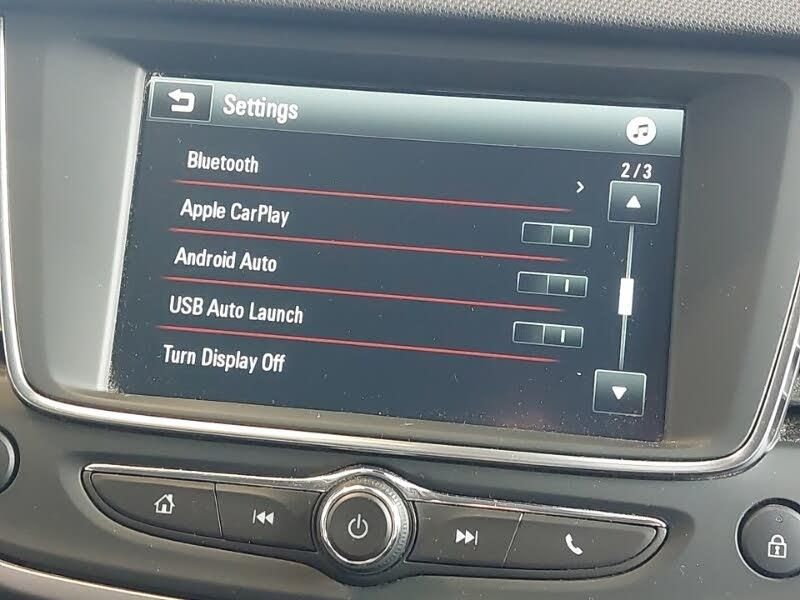 Settings
2/3
Bluetooth
Apple CarPlay
Android Auto
USB Auto Launch
Turn Display Off